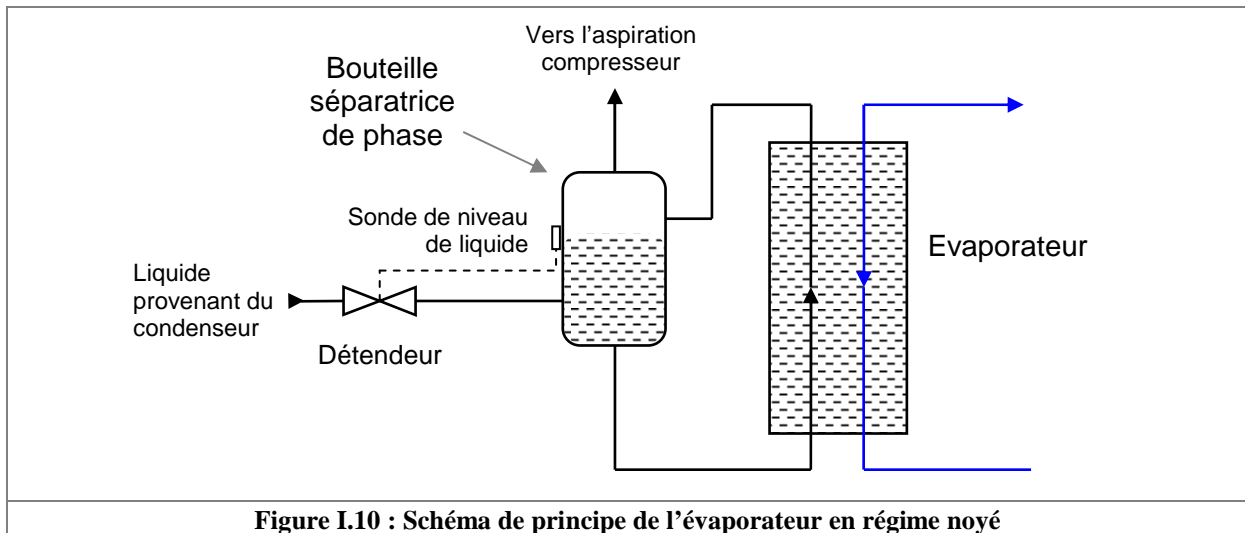 Vers l'aspiration
compresseur
Bouteille
séparatrice
de phase
Sonde de niveau
de liquide
Evaporateur
Liquide
provenant du
condenseur
Détendeur
Figure I.10 : Schéma de principe de l'évaporateur en régime noyé